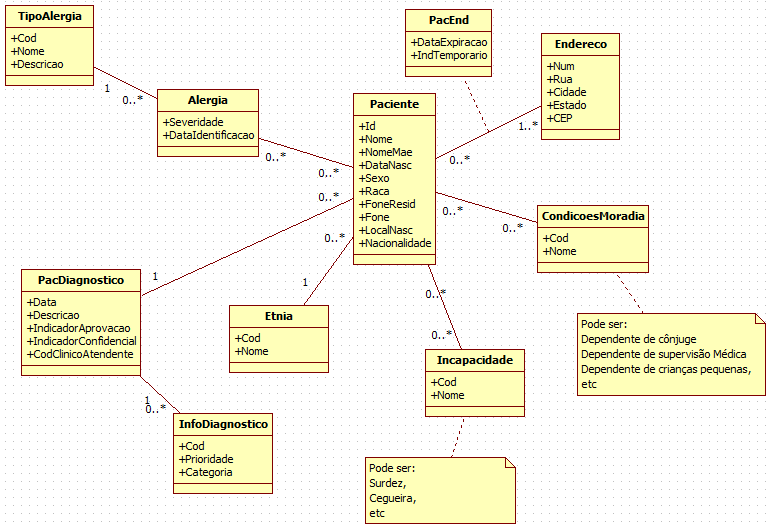 TipoAlergia
+Cod
+Nome
+Descricao
1
0..*
Alergia
+Severidade
+DataIdentificacao
0..*
0..*
PacEnd
+DataExpiracao
+IndTemporario
Endereco
+Num
+Rua
+Cidade
+Estado
+CEP
1..*
0..*
Paciente
+Id
+Nome
+NomeMae
+DataNasc
+Sexo
+Raca
+FoneResid
+Fone
+LocalNasc
+Nacionalidade
0..*
0..*
CondicoesMoradia
+Cod
+Nome
Pode ser:
Dependente de cônjuge
Dependente de supervisão Médica
Dependente de crianças pequenas,
etc
0..*
1
PacDiagnostico
+Data
+Descricao
+IndicadorAprovacao
+IndicadorConfidencial
+CodClinicoAtendente
0..*
1
Etnia
+Cod
+Nome
0..*
0..*
Incapacidade
+Cod
+Nome
Pode ser:
Surdez,
Cegueira,
etc
1
0..*
InfoDiagnostico
+Cod
+Prioridade
+Categoria